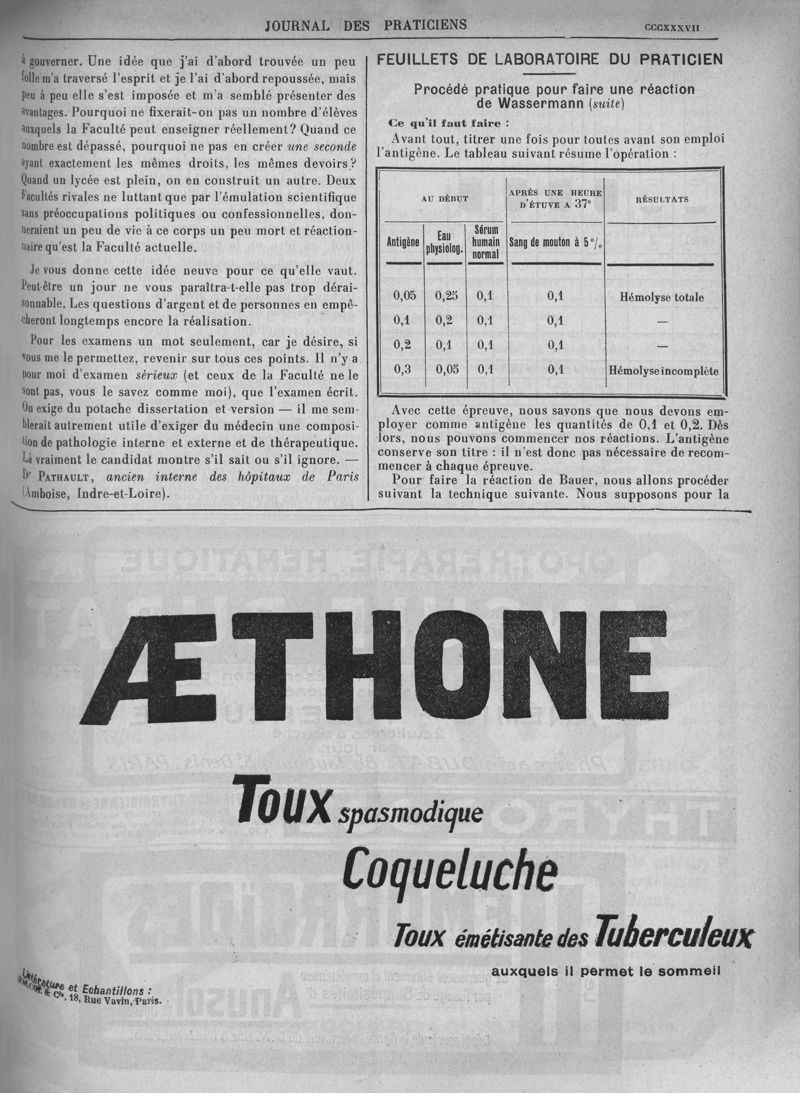 JOURNAL DES PRATICIENS
CCCXXXVII
à gouverner. Une idée que j'ai d'abord trouvée un peu
folle m'a traversé l'esprit et je l'ai d'abord repoussée, mais
peu à peu elle s'est imposée et m'a semblé présenter des
avantages. Pourquoi ne fixerait-on pas un nombre d'élèves
auxquels la Faculté peut enseigner réellement? Quand ce
nombre est dépassé, pourquoi ne pas en créer une seconde
ayant exactement les mêmes droits, les mêmes devoirs?
Quand un lycée est plein, on en construit un autre. Deux
Facultés rivales ne luttant que par l'émulation scientifique
sans préoccupations politiques ou confessionnelles, don-
neraient un peu de vie à ce corps un peu mort et réaction-
naire qu'est la Faculté actuelle.
Je vous donne cette idée neuve pour ce qu'elle vaut.
Peut-être un jour ne vous paraîtra-t-elle pas trop dérai-
sonnable. Les questions d'argent et de personnes en empê-
cheront longtemps encore la réalisation.
Pour les examens un mot seulement, car je désire, si
vous me le permettez, revenir sur tous ces points. Il n'y a
pour moi d'examen sérieux (et ceux de la Faculté ne le
sont pas, vous le savez comme moi), que l'examen écrit.
On exige du potache dissertation et version — il me sem-
blerait autrement utile d'exiger du médecin une composi-
tion de pathologie interne et externe et de thérapeutique.
Là vraiment le candidat montre s'il sait ou s'il ignore. —
Dr PATHAULT, ancien interne des hôpitaux de Paris
(Amboise, Indre-et-Loire).
FEUILLETS DE LABORATOIRE DU PRATICIEN
Procédé pratique pour faire une réaction
de Wassermann (suite)
Ce qu'il faut faire :
Avant tout, titrer une fois pour toutes avant son emploi
l'antigène. Le tableau suivant résume l'opération :
AU DÉBUT
APRÈS UNE HEURE
D'ÉTUVE A 37°
RÉSULTATS
Antigène
Eau
physiolog.
Sérum
humain
normal
Sang de mouton à 5 %
0,05 0,25 0,1 0,1 Hémolyse totale
0,1 0,2 0,1 0,1 —
0,2 0,1 0,1 0,1 —
0,3 0,05 0,1 0,1 Hémolyse incomplète
Avec cette épreuve, nous savons que nous devons em-
ployer comme antigène les quantités de 0,1 et 0,2. Dès
lors, nous pouvons commencer nos réactions. L'antigène
conserve son titre : il n'est donc pas nécessaire de recom-
mencer à chaque épreuve.
Pour faire la réaction de Bauer, nous allons procéder
suivant la technique suivante. Nous supposons pour la
ÆTHONE
Toux spasmodique
Coqueluche
Toux émétisante des Tuberculeux
auxquels il permet le sommeil
Littérature et Echantillons :
& Cie, 18, Rue Vavin, Paris.